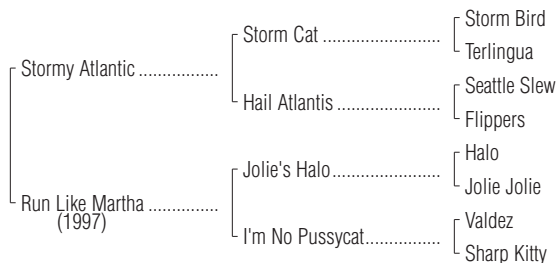 Storm Bird
Storm Cat ........................
Terlingua
Stormy Atlantic ................
Seattle Slew
Hail Atlantis .....................
Flippers
Halo
Jolie's Halo ........................
Jolie Jolie
Run Like Martha ..............
(1997)
Valdez
I'm No Pussycat................
Sharp Kitty